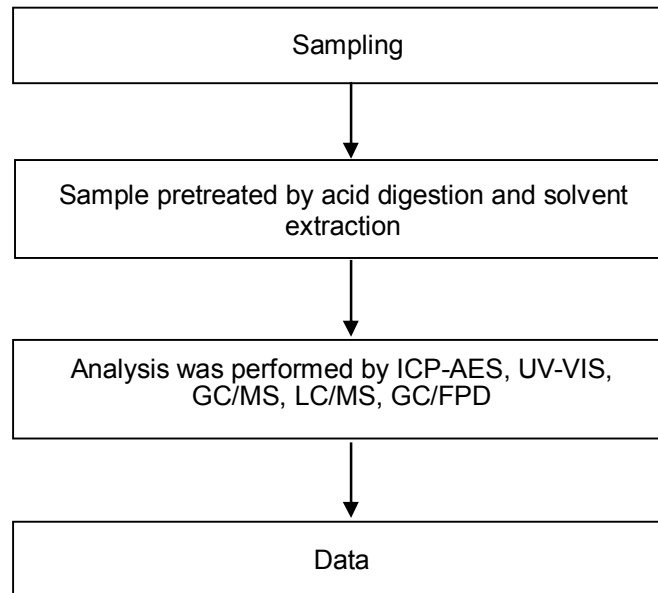 Sampling
Sample pretreated by acid digestion and solvent
extraction
Analysis was performed by ICP-AES, UV-VIS,
GC/MS, LC/MS, GC/FPD
Data